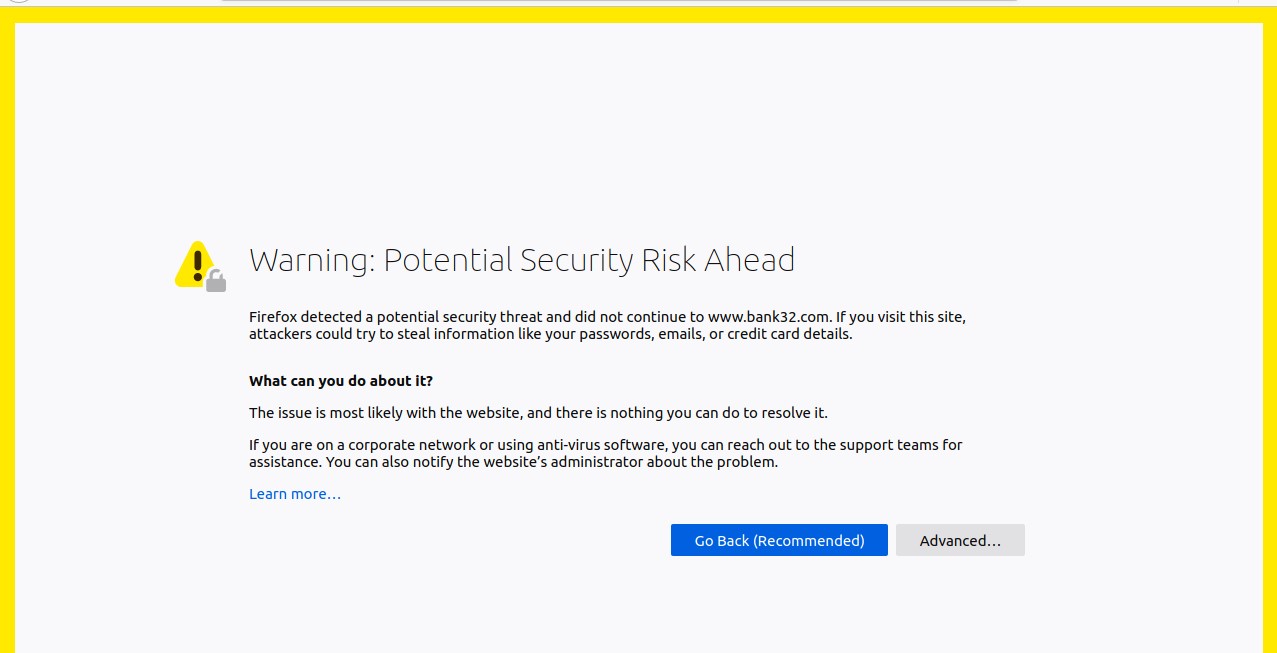 Warning: Potential Security Risk Ahead
Firefox detected a potential security threat and did not continue to www.bank32.com. If you visit this site,
attackers could try to steal information like your passwords, emails, or credit card details.
What can you do about it?
The issue is most likely with the website, and there is nothing you can do to resolve it.
If you are on a corporate network or using anti-virus software, you can reach out to the support teams for
assistance. You can also notify the website’s administrator about the problem.
Learn more…
Go Back (Recommended)
Advanced…